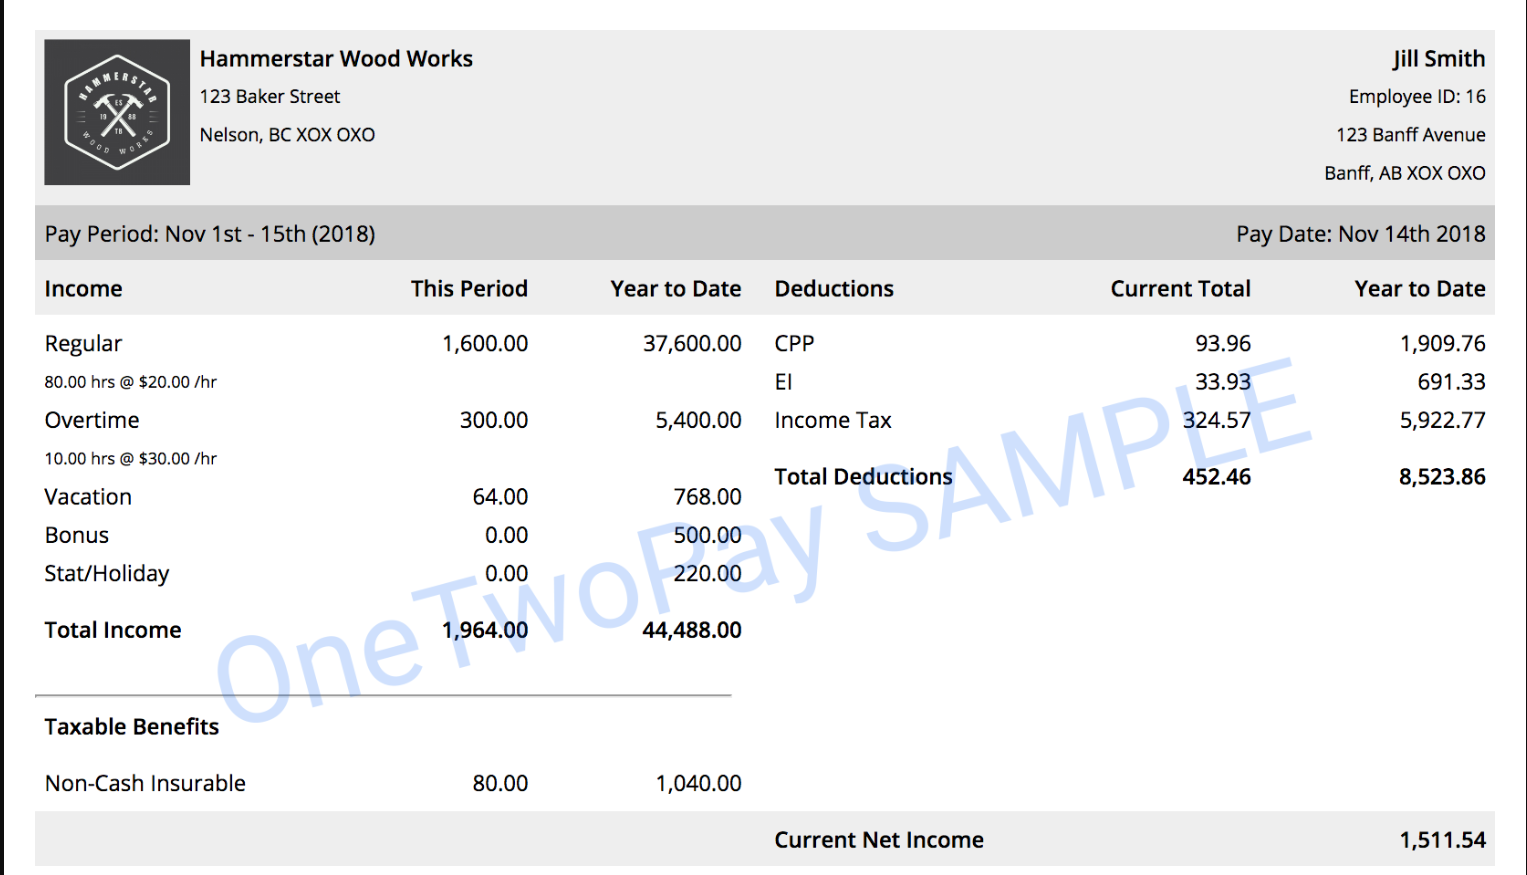 HAMMERSTAR
ES
19 88
TB
WOOD WORKS
Hammerstar Wood Works
123 Baker Street
Nelson, BC XOX OXO
Jill Smith
Employee ID: 16
123 Banff Avenue
Banff, AB XOX OXO
Pay Period: Nov 1st - 15th (2018) Pay Date: Nov 14th 2018
Income This Period Year to Date Deductions Current Total Year to Date
Regular 1,600.00 37,600.00 CPP 93.96 1,909.76
80.00 hrs @ $20.00 /hr EI 33.93 691.33
Overtime 300.00 5,400.00 Income Tax 324.57 5,922.77
10.00 hrs @ $30.00 /hr
Total Deductions 452.46 8,523.86
Vacation 64.00 768.00
Bonus 0.00 500.00
Stat/Holiday 0.00 220.00
Total Income 1,964.00 44,488.00
OneTwoPay SAMPLE
Taxable Benefits
Non-Cash Insurable 80.00 1,040.00
Current Net Income 1,511.54